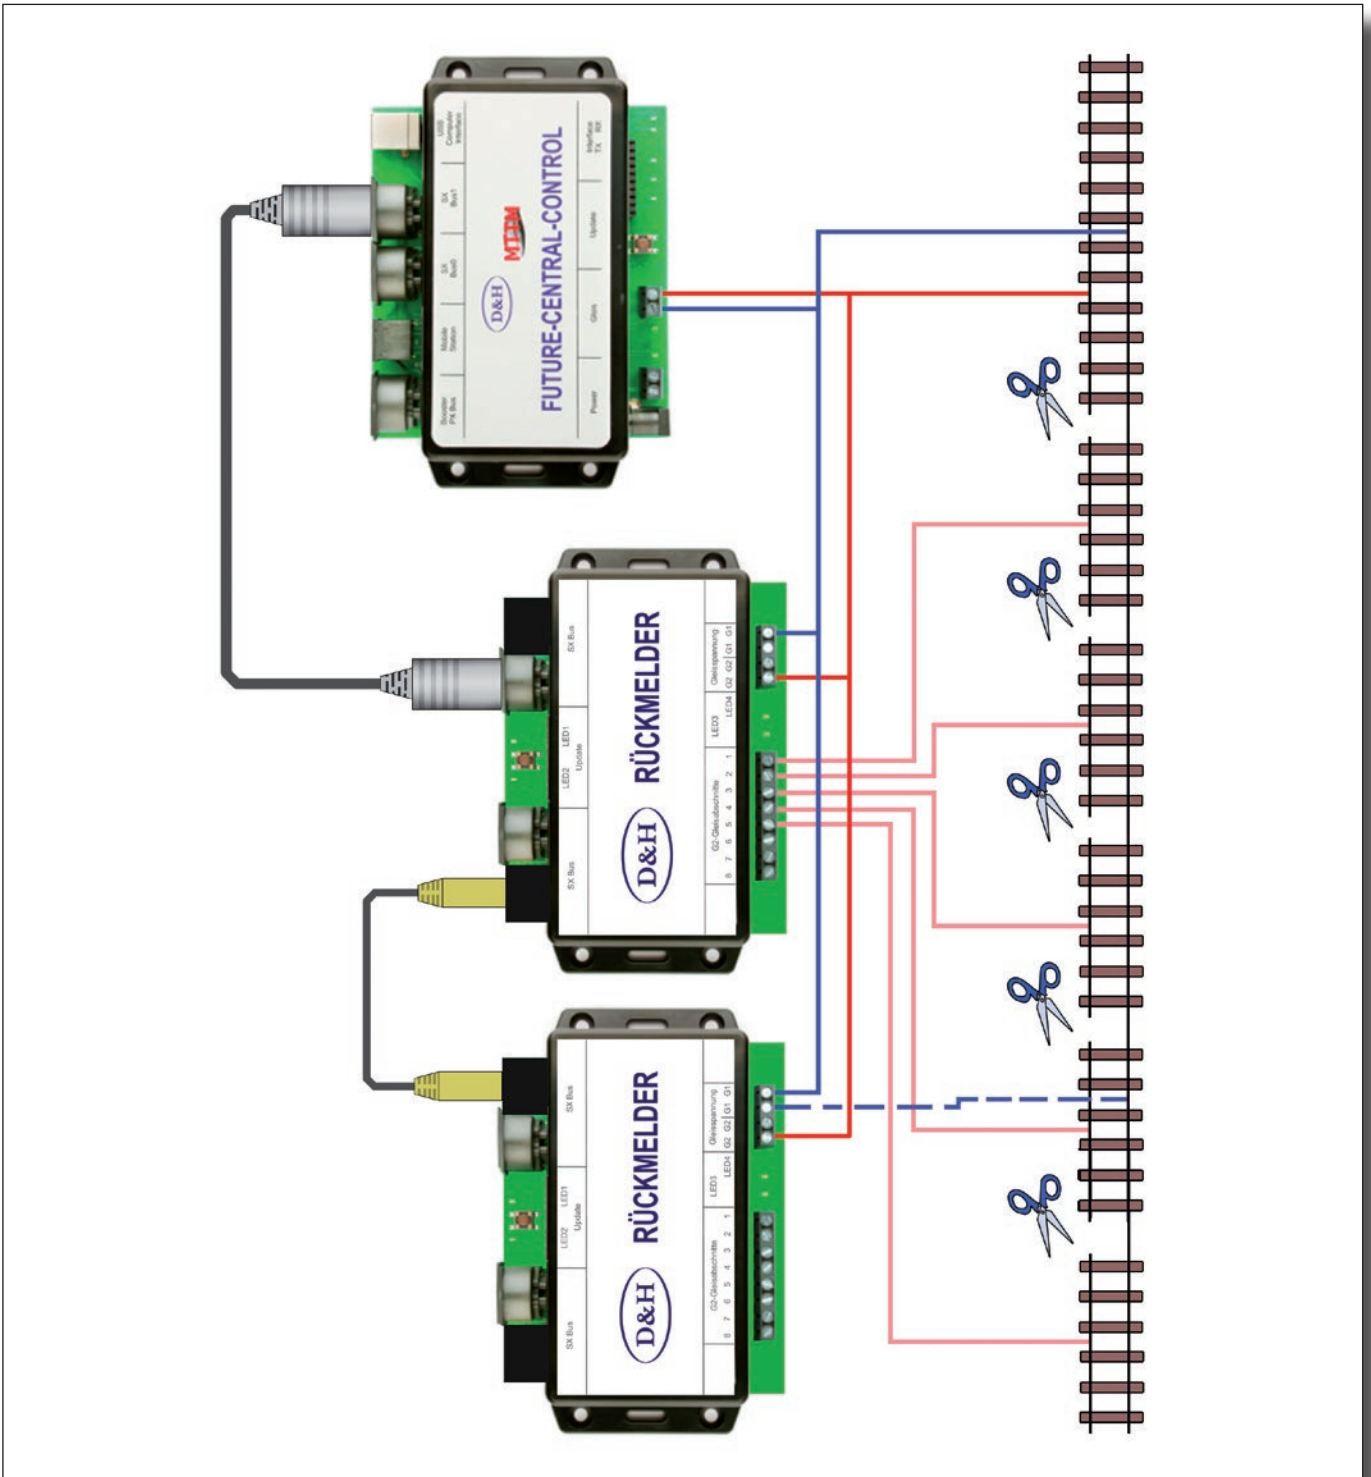 USB
Computer
Interface
SX
Bus1
SX
Bus0
Mobile
Station
Booster
PX Bus
D&H
MTTM
FUTURE-CENTRAL-CONTROL
Interface
TX RX
Update
Gleis
Power
SX Bus
LED2 LED1
Update
SX Bus
D&H RÜCKMELDER
Gleisspannung
G2 G2 G1 G1
LED3 LED4
G2-Gleisabschnitte
8 7 6 5 4 3 2 1
SX Bus
LED2 LED1
Update
SX Bus
D&H RÜCKMELDER
Gleisspannung
G2 G2 G1 G1
LED3 LED4
G2-Gleisabschnitte
8 7 6 5 4 3 2 1